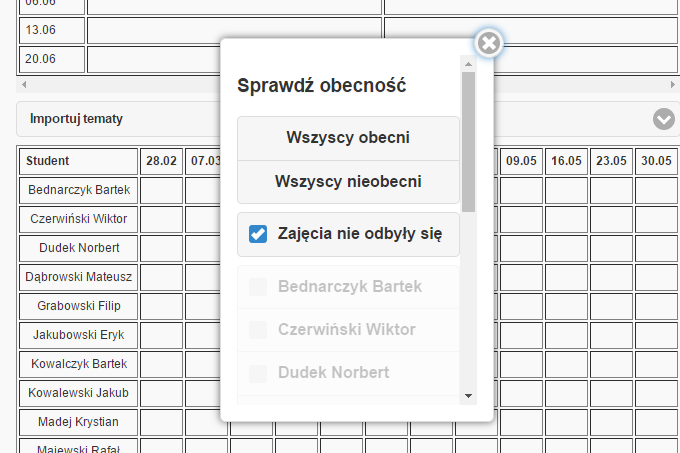 06.06
13.06
20.06
Importuj tematy
Sprawdź obecność
Wszyscy obecni
Wszyscy nieobecni
Zajęcia nie odbyły się
Bednarczyk Bartek
Czerwiński Wiktor
Dudek Norbert
Student 28.02 07.03 09.05 16.05 23.05 30.05
Bednarczyk Bartek
Czerwiński Wiktor
Dudek Norbert
Dąbrowski Mateusz
Grabowski Filip
Jakubowski Eryk
Kowalczyk Bartek
Kowalewski Jakub
Madej Krystian
Majewski Rafał